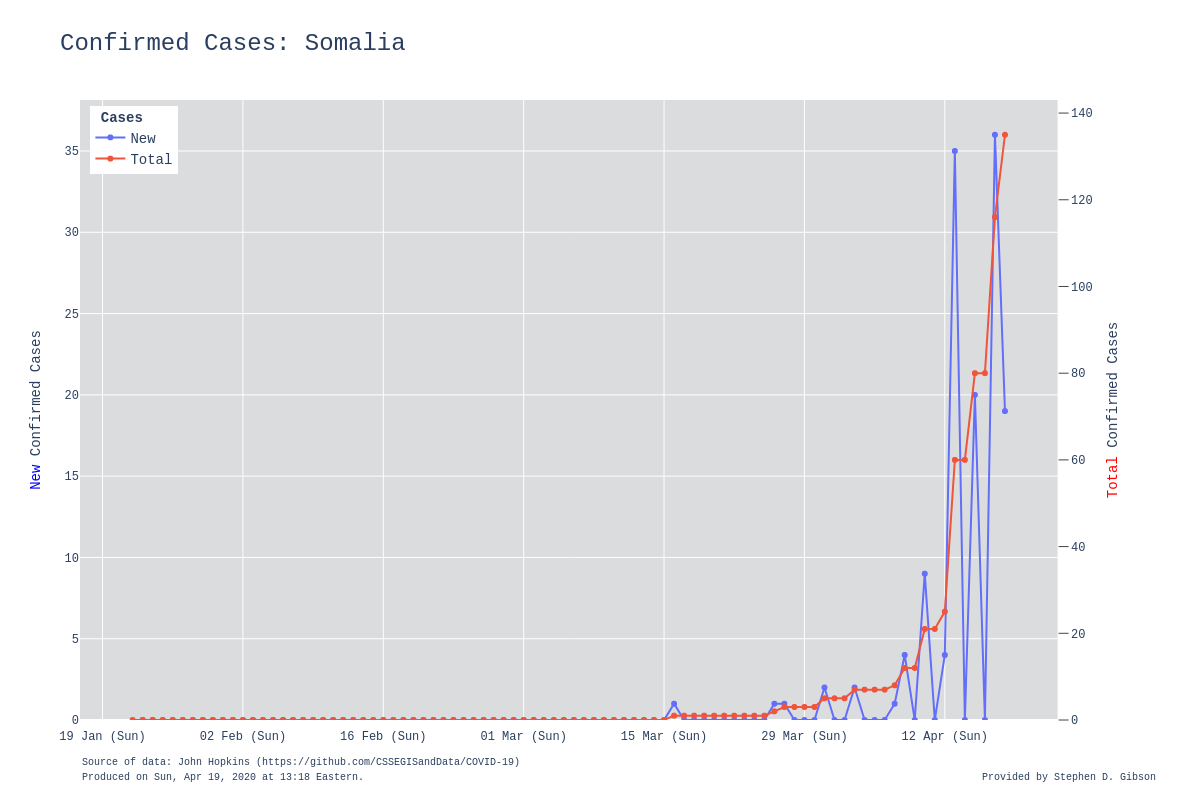 Confirmed Cases: Somalia
Cases
New
Total
35
30
25
20
15
10
5
0
140
120
100
80
60
40
20
0
New Confirmed Cases
Total Confirmed Cases
19 Jan (Sun) 02 Feb (Sun) 16 Feb (Sun) 01 Mar (Sun) 15 Mar (Sun) 29 Mar (Sun) 12 Apr (Sun)
Source of data: John Hopkins (https://github.com/CSSEGISandData/COVID-19)
Produced on Sun, Apr 19, 2020 at 13:18 Eastern.
Provided by Stephen D. Gibson